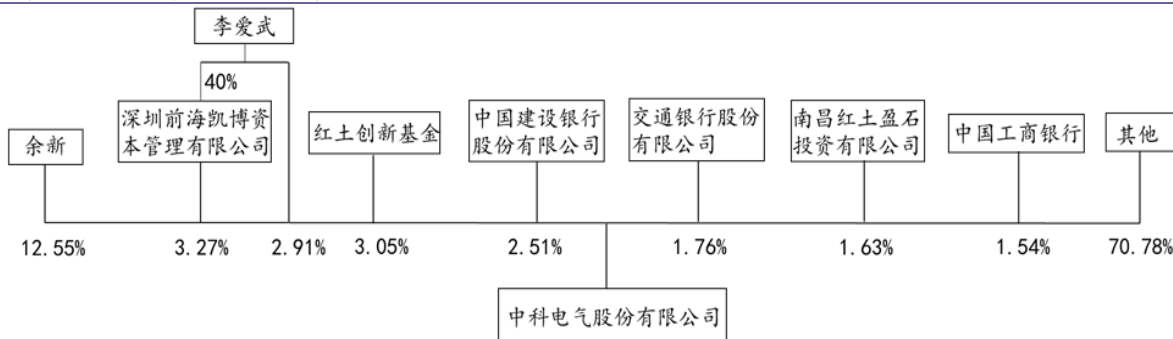 李爱武
40%
余新
深圳前海凯博资
本管理有限公司
红土创新基金
中国建设银行
股份有限公司
交通银行股份
有限公司
南昌红土盈石
投资有限公司
中国工商银行
其他
12.55%
3.27%
2.91%
3.05%
2.51%
1.76%
1.63%
1.54%
70.78%
中科电气股份有限公司